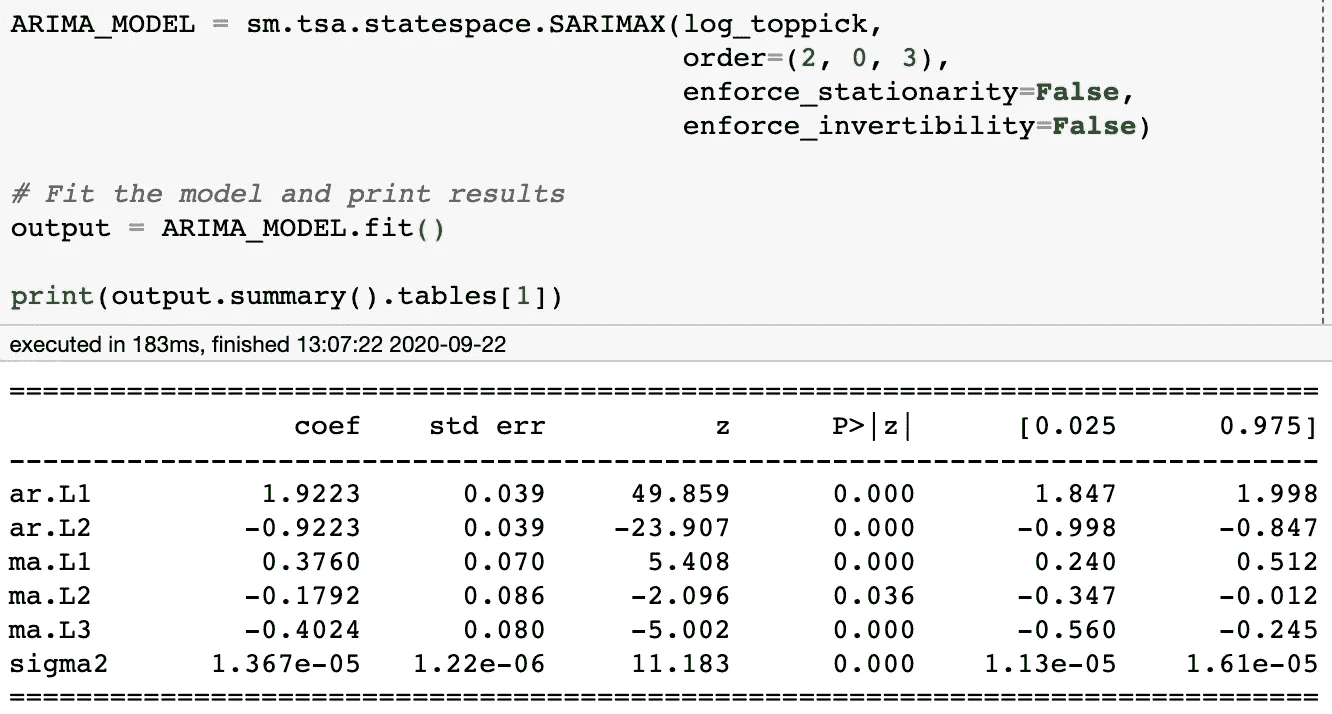 ARIMA_MODEL = sm.tsa.statespace.SARIMAX(log_toppick,
                                        order=(2, 0, 3),
                                        enforce_stationarity=False,
                                        enforce_invertibility=False)
# Fit the model and print results
output = ARIMA_MODEL.fit()
print(output.summary().tables[1])
executed in 183ms, finished 13:07:22 2020-09-22
==============================================================================
                 coef    std err          z      P>|z|      [0.025      0.975]
------------------------------------------------------------------------------
ar.L1          1.9223      0.039     49.859      0.000       1.847       1.998
ar.L2         -0.9223      0.039    -23.907      0.000      -0.998      -0.847
ma.L1          0.3760      0.070      5.408      0.000       0.240       0.512
ma.L2         -0.1792      0.086     -2.096      0.036      -0.347      -0.012
ma.L3         -0.4024      0.080     -5.002      0.000      -0.560      -0.245
sigma2      1.367e-05   1.22e-06     11.183      0.000    1.13e-05    1.61e-05
==============================================================================